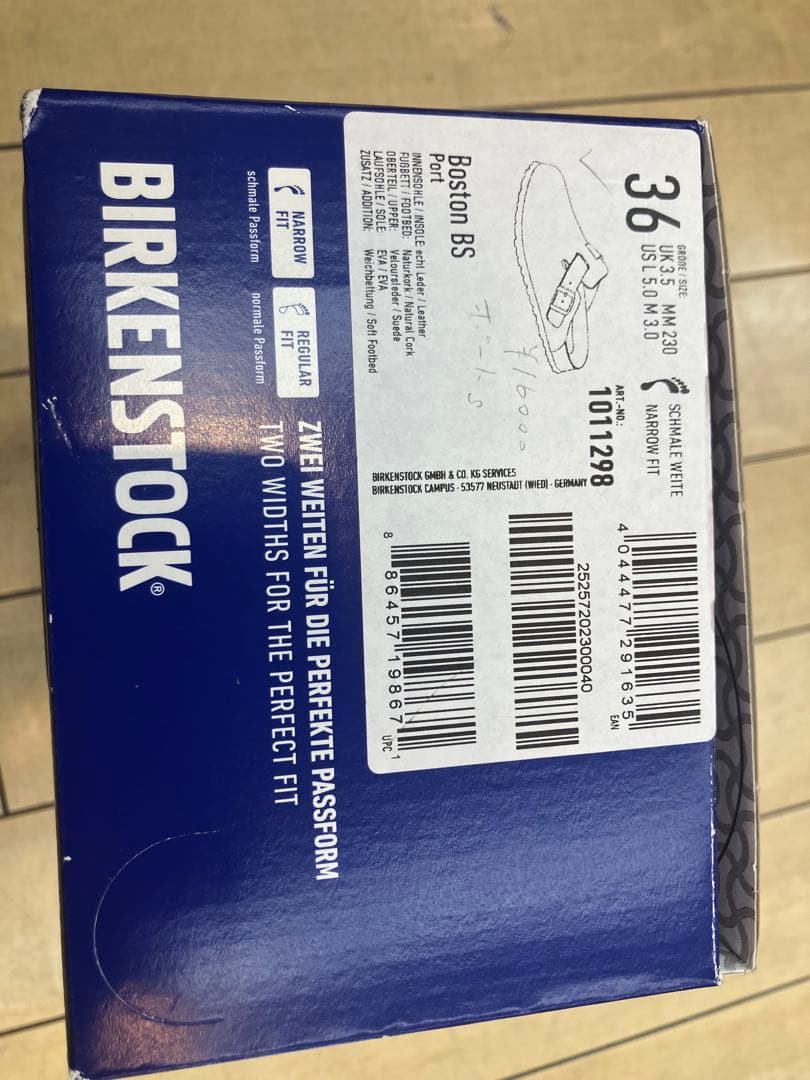 GRÖßE / SIZE:
36
UK 3.5 MM 230
US L 5.0 M 3.0
SCHMALE WEITE
NARROW FIT
4 044477 291635
EAN
ART.-NO.:
1011298
25257202300040
¥16000
Boston BS
Port
INNENSOHLE / INSOLE: echt Leder / Leather
FUßBETT / FOOTBED: Naturkork / Natural Cork
OBERTEIL / UPPER: Veloursleder / Suede
LAUFSOHLE / SOLE: EVA / EVA
ZUSATZ / ADDITION: Weichbettung / Soft Footbed
BIRKENSTOCK GMBH & CO. KG SERVICES
BIRKENSTOCK CAMPUS - 53577 NEUSTADT (WIED) - GERMANY
8 86457 19867 1
UPC
NARROW
FIT
schmale Passform
REGULAR
FIT
normale Passform
ZWEI WEITEN FÜR DIE PERFEKTE PASSFORM
TWO WIDTHS FOR THE PERFECT FIT
BIRKENSTOCK®